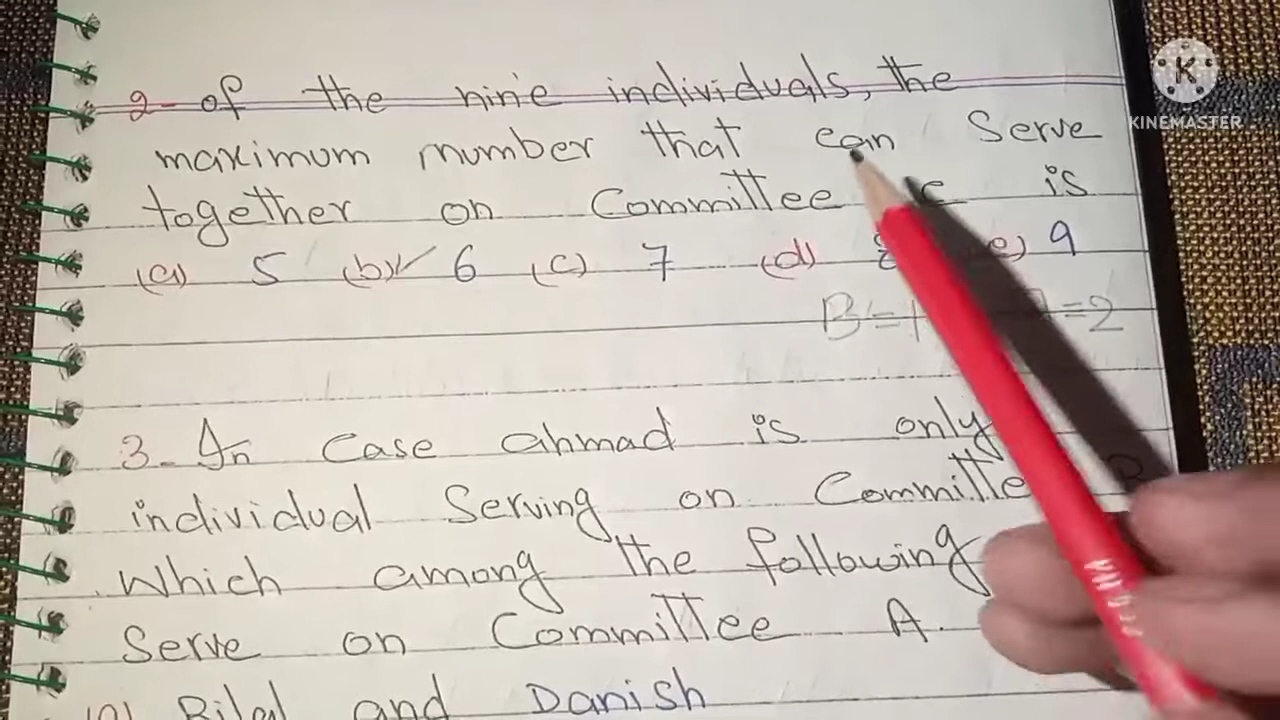 2- of the nine individuals, the
maximum number that can Serve
together on Committee c is
(a) 5 (b)✓ 6 (c) 7 (d) e) 9
B=1 =2
3- In Case ahmad is only
individual Serving on Committe B
Which among the following
Serve on Committee A.
(a) Bilal and Danish
K
KINEMASTER